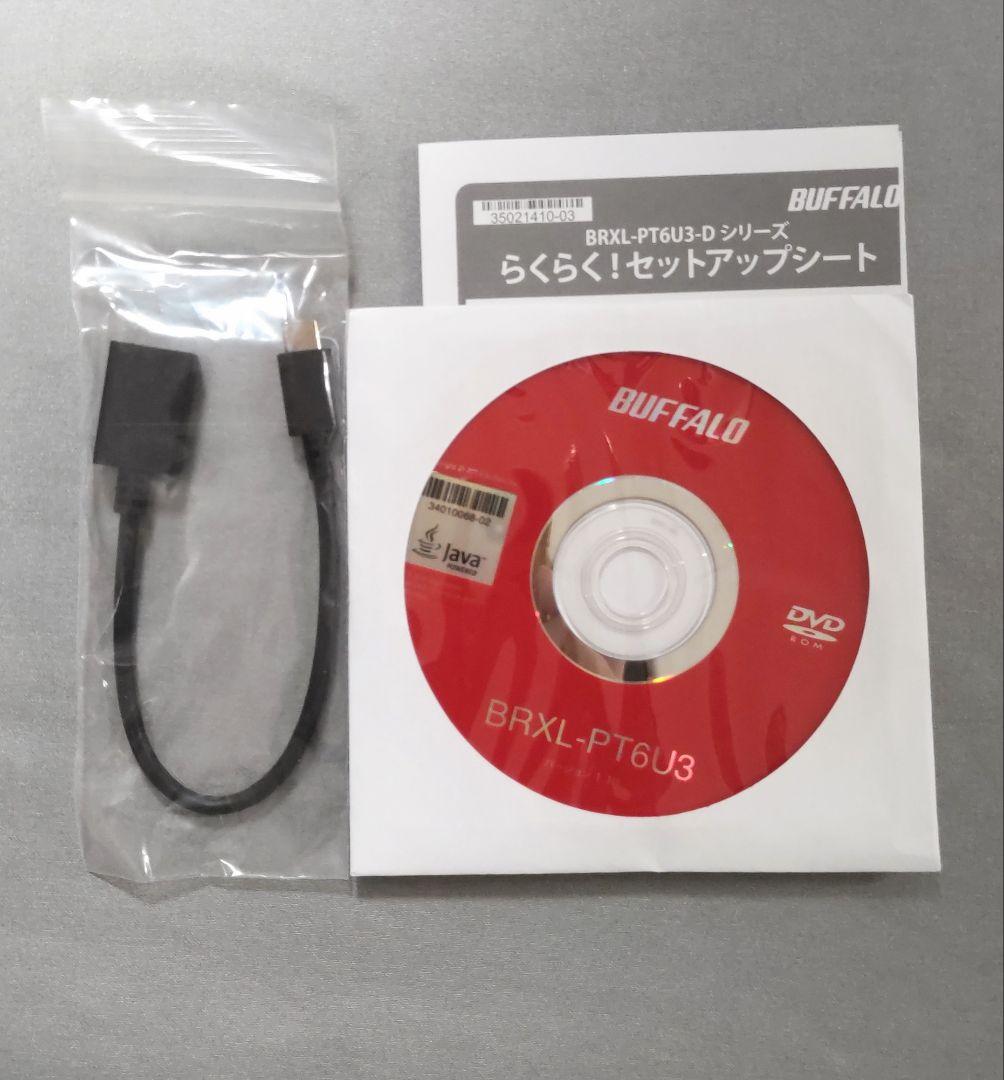 BUFFALO
35021410-03
BRXL-PT6U3-D シリーズ
らくらく！セットアップシート
BUFFALO
34010068-02
Java
POWERED
DVD
ROM
BRXL-PT6U3